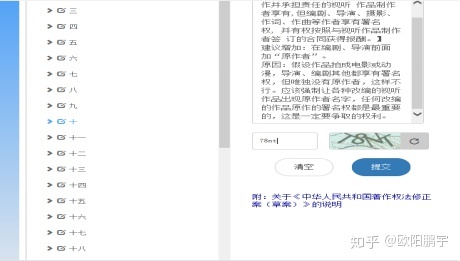 三
四
五
六
七
八
九
十
十一
十二
十三
十四
十五
十六
十七
十八
作并承担责任的视听 作品制作
者享有,但编剧、导演、摄影、
作词、作曲等作者享有署名
权,并有权按照与视听作品制作
者签 订的合同获得报酬。】
建议增加:在编剧、导演前面
加“原作者”。
原因:假设作品拍成电影或动
漫,导演、编剧其他都享有署名
权,但唯独没有原作者,这样不
行。应该强制让各种改编的视听
作品出现原作者名字,任何改编
的作品原作的署名权都是最重要
的,这是一定要争取的权利。
78nt
78Nt
清空
提交
附:关于《中华人民共和国著作权法修正
案(草案)》的说明
知乎 @欧阳鹏宇